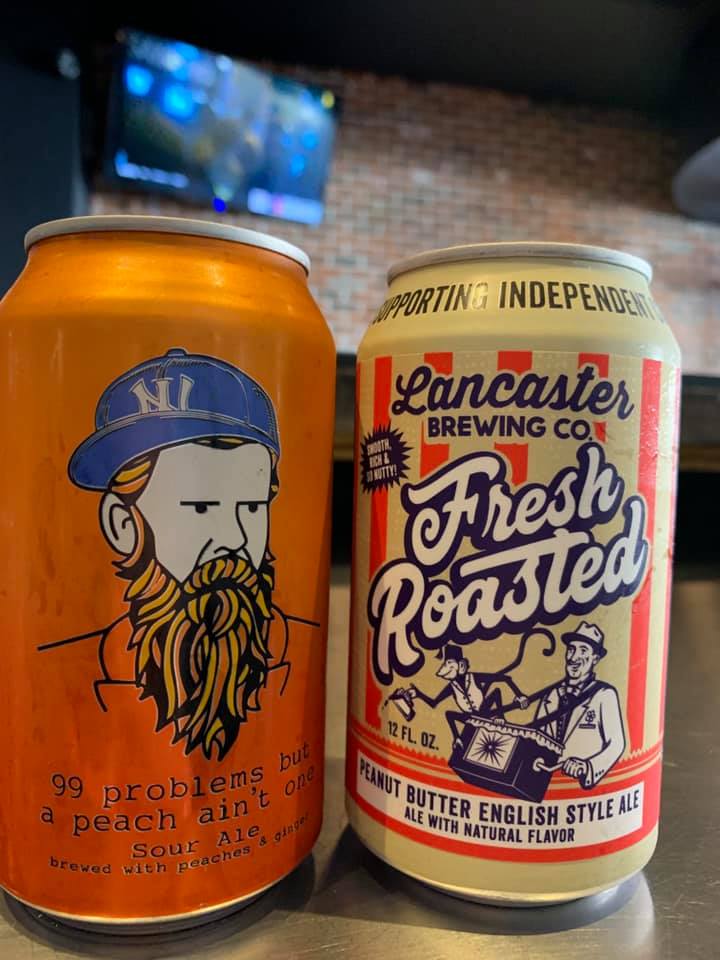 NI
99 problems but
a peach ain't one
Sour Ale
brewed with peaches & ginger
SUPPORTING INDEPENDENT
Lancaster
BREWING CO.
SMOOTH,
RICH &
SO NUTTY!
Fresh
Roasted
12 FL. OZ.
PEANUT BUTTER ENGLISH STYLE ALE
ALE WITH NATURAL FLAVOR